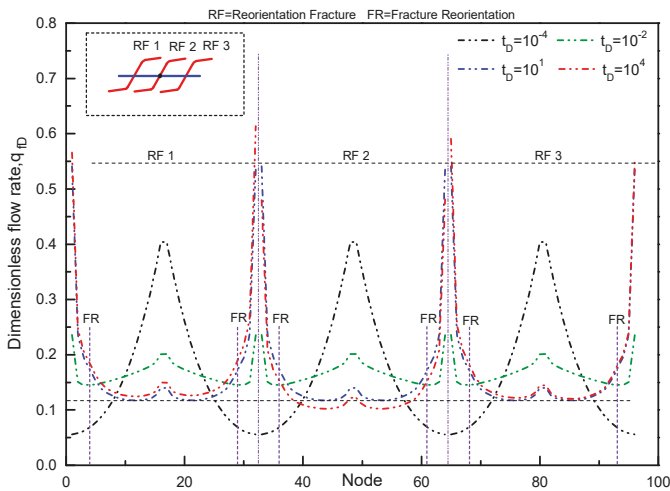 RF=Reorientation Fracture FR=Fracture Reorientation
0.8
0.7
0.6
0.5
0.4
0.3
0.2
0.1
0.0
Dimensionless flow rate,q_fD
RF 1 RF 2 RF 3
t_D=10^-4 t_D=10^-2
t_D=10^1 t_D=10^4
RF 1 RF 2 RF 3
FR FR FR FR FR FR
0 20 40 60 80 100
Node